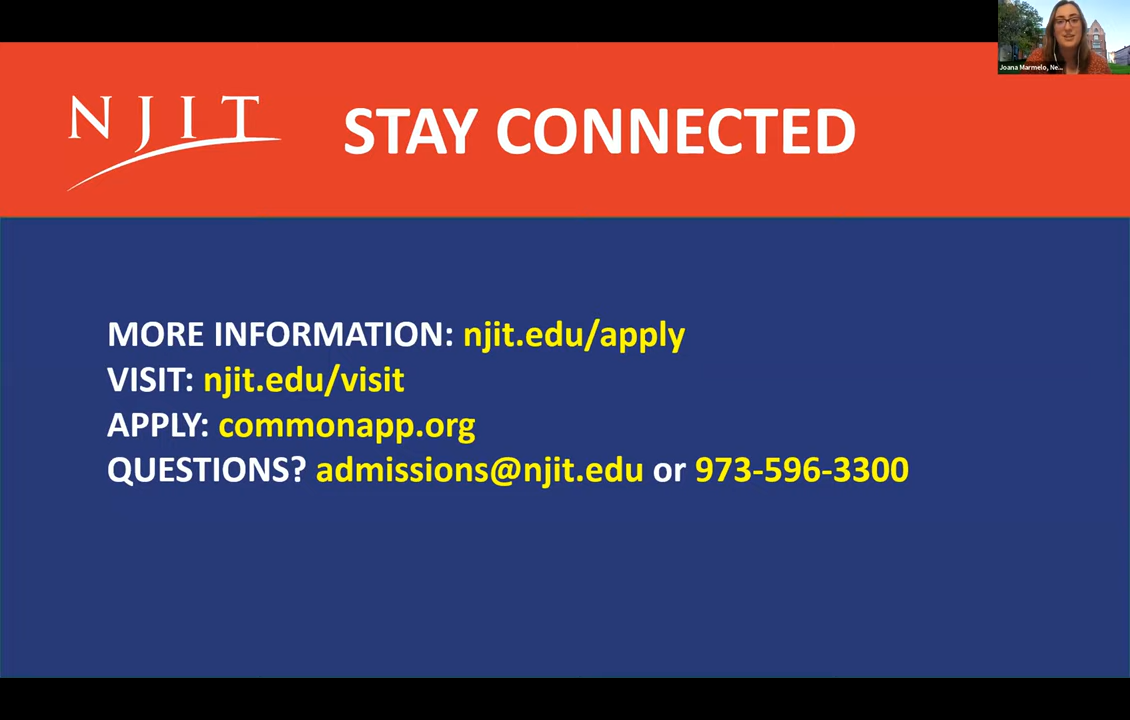 Joana Marmelo, Ne...
NJIT
STAY CONNECTED
MORE INFORMATION: njit.edu/apply
VISIT: njit.edu/visit
APPLY: commonapp.org
QUESTIONS? admissions@njit.edu or 973-596-3300